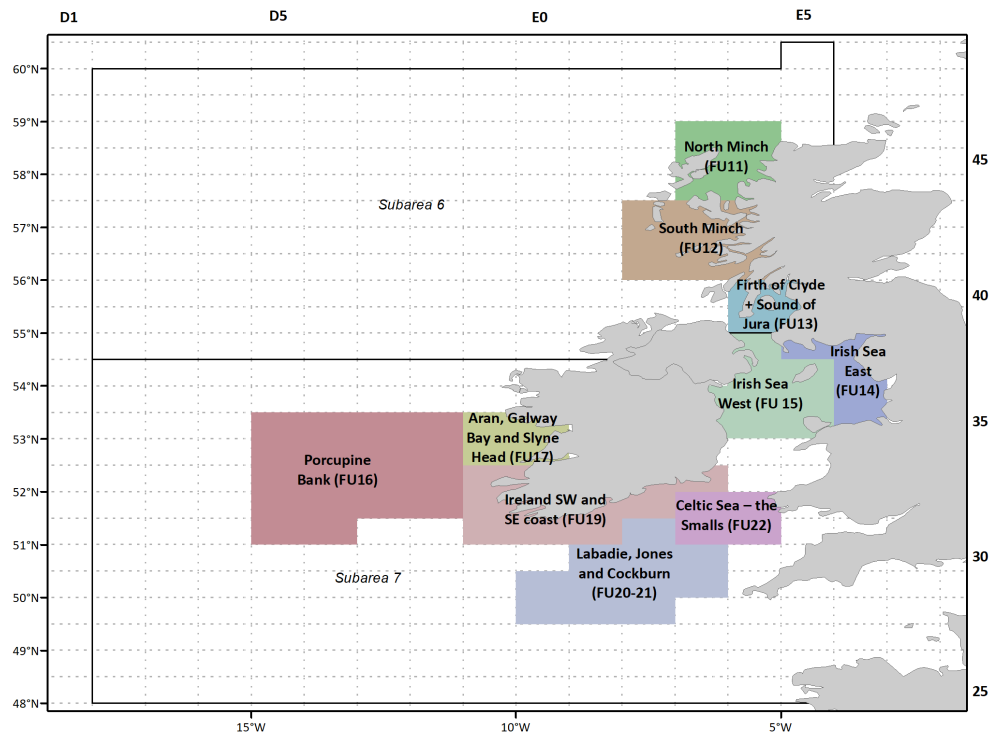 D1
D5
E0
E5
60°N
59°N
58°N
57°N
56°N
55°N
54°N
53°N
52°N
51°N
50°N
49°N
48°N
North Minch
(FU11)
45
Subarea 6
South Minch
(FU12)
Firth of Clyde
+ Sound of
Jura (FU13)
40
Irish Sea
East
(FU14)
Irish Sea
West (FU 15)
35
Aran, Galway
Bay and Slyne
Head (FU17)
Porcupine
Bank (FU16)
Ireland SW and
SE coast (FU19)
Celtic Sea – the
Smalls (FU22)
30
Labadie, Jones
and Cockburn
(FU20-21)
Subarea 7
25
15°W
10°W
5°W